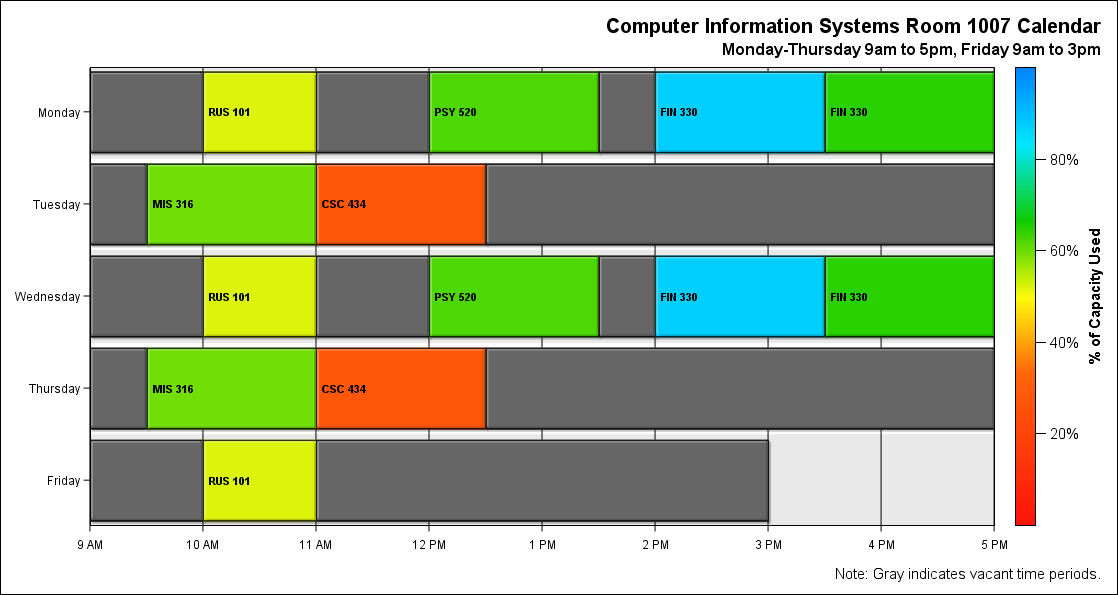 Computer Information Systems Room 1007 Calendar
Monday-Thursday 9am to 5pm, Friday 9am to 3pm
Monday
RUS 101
PSY 520
FIN 330
FIN 330
Tuesday
MIS 316
CSC 434
Wednesday
RUS 101
PSY 520
FIN 330
FIN 330
Thursday
MIS 316
CSC 434
Friday
RUS 101
9 AM 10 AM 11 AM 12 PM 1 PM 2 PM 3 PM 4 PM 5 PM
80%
60%
40%
20%
% of Capacity Used
Note: Gray indicates vacant time periods.